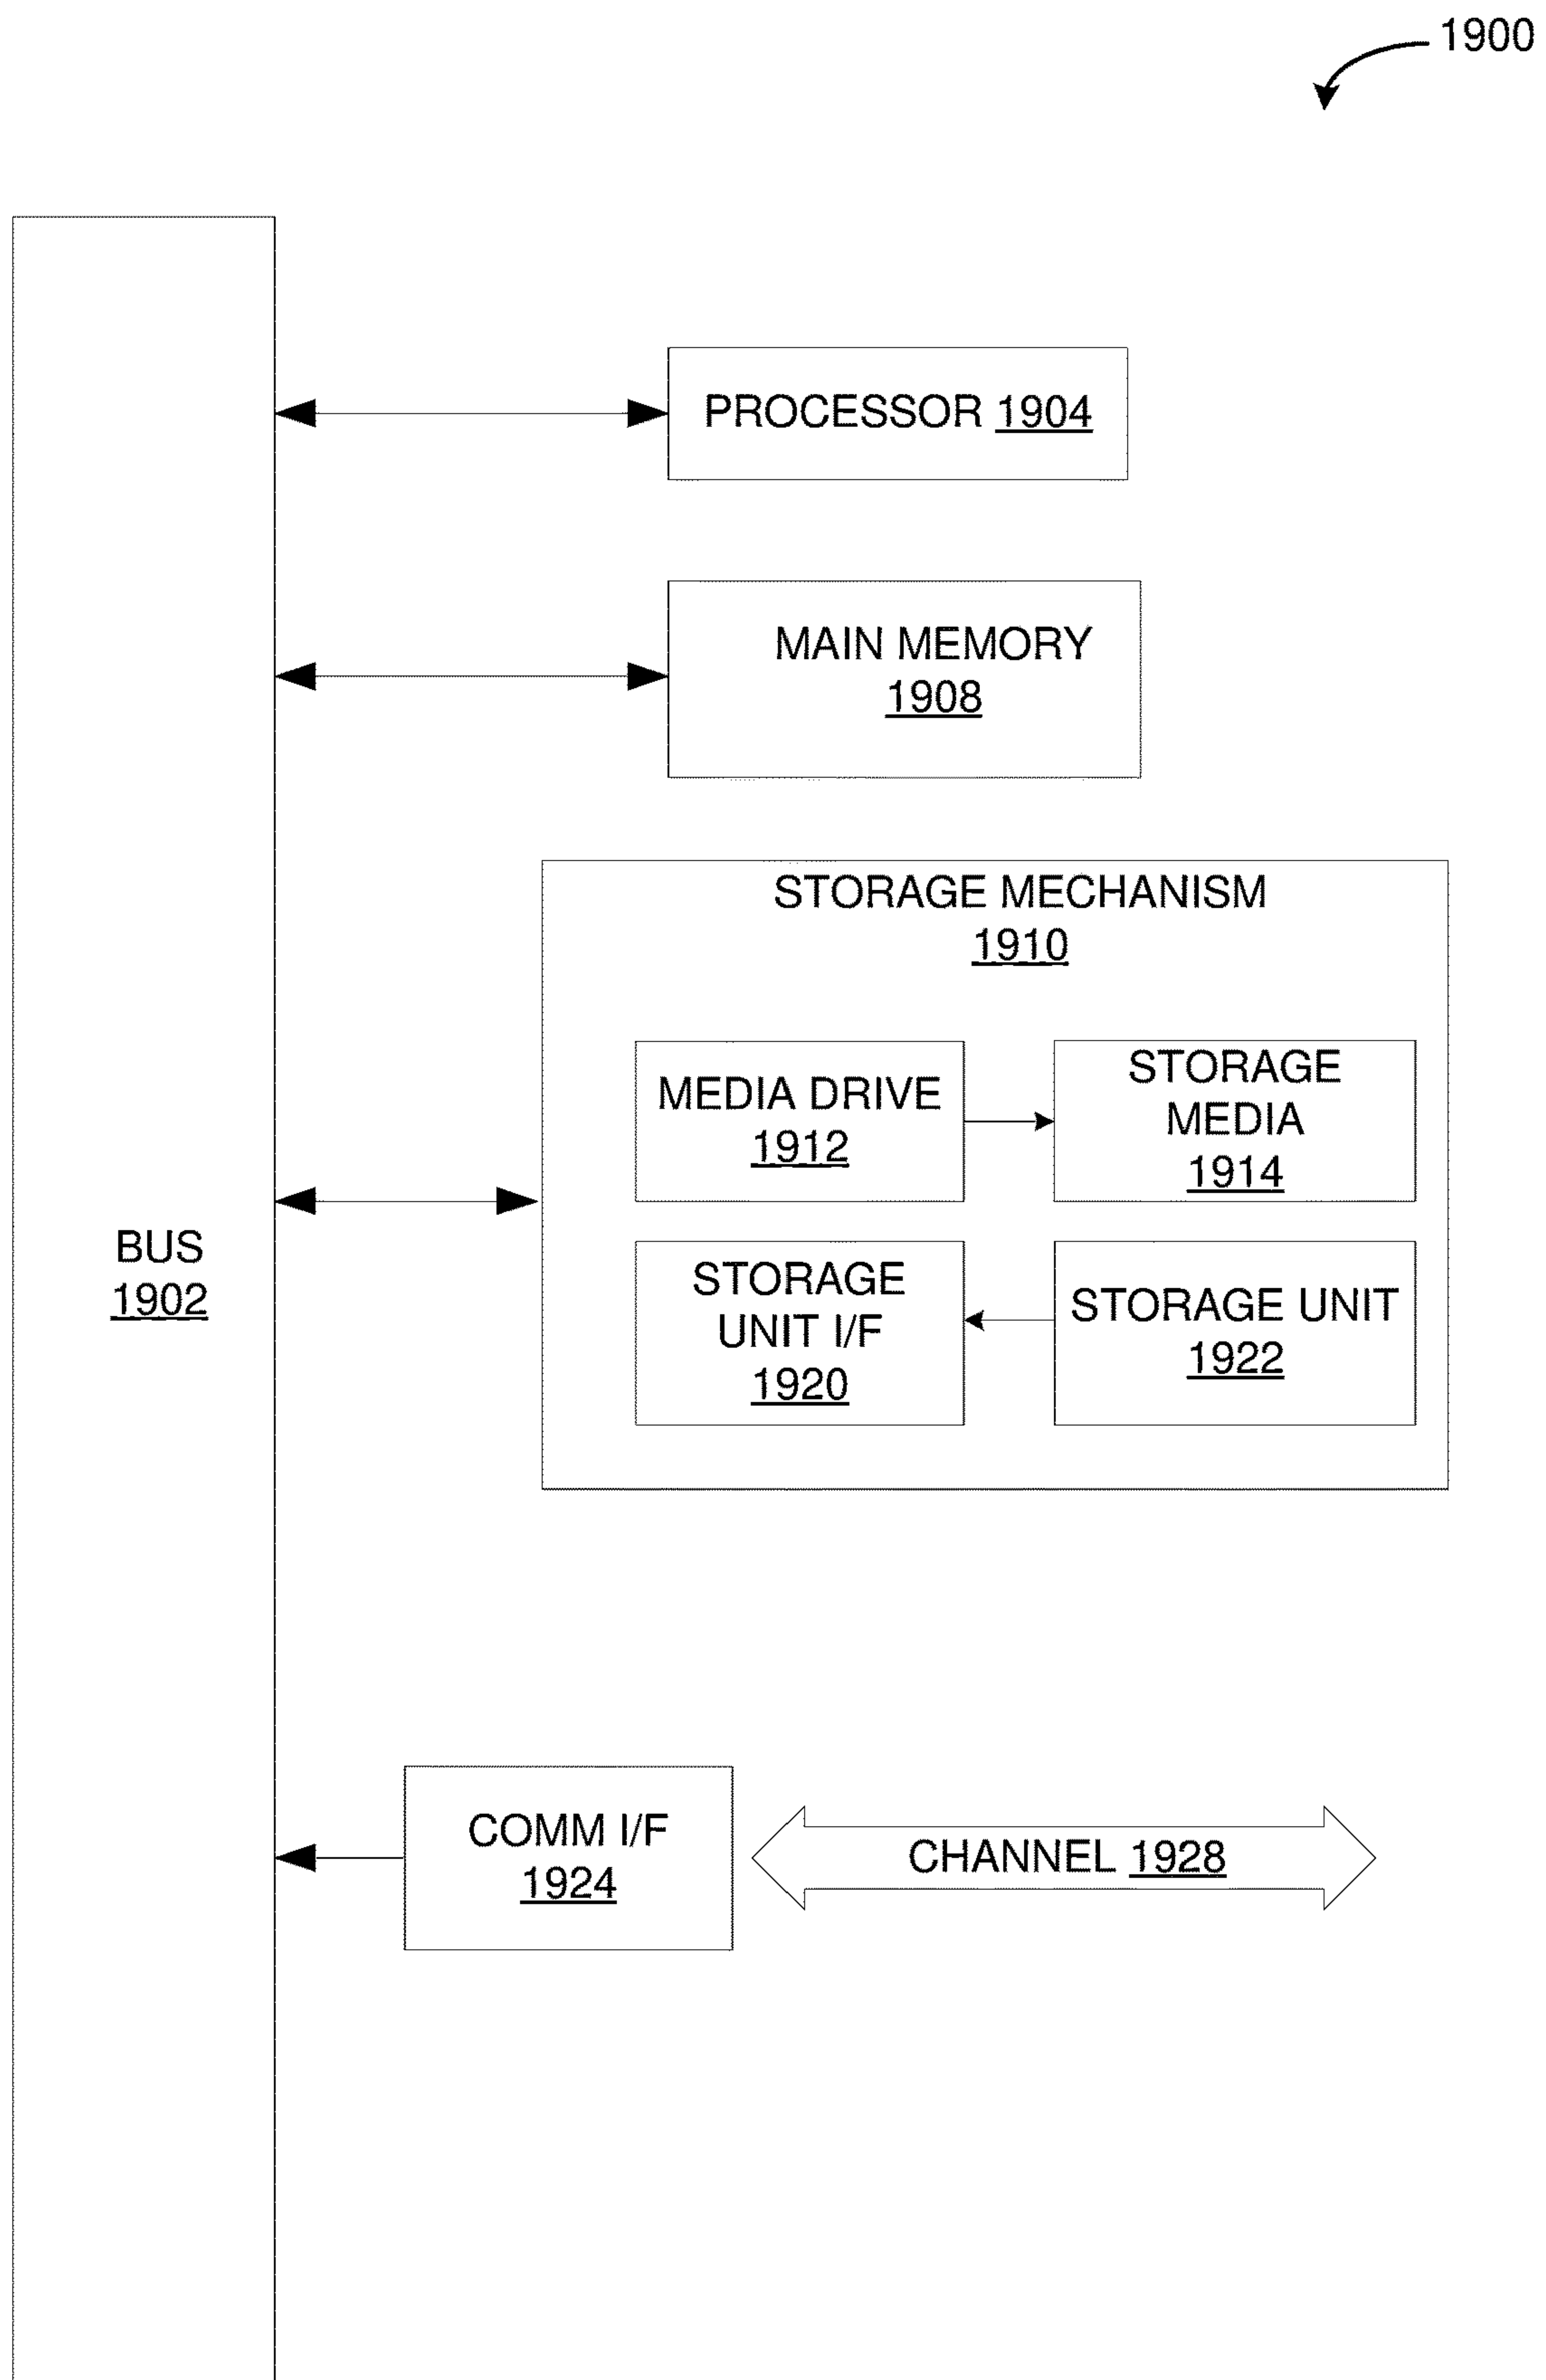 1900
PROCESSOR 1904
MAIN MEMORY
1908
STORAGE MECHANISM
1910
MEDIA DRIVE
1912
STORAGE
MEDIA
1914
BUS
1902
STORAGE
UNIT I/F
1920
STORAGE UNIT
1922
COMM I/F
1924
CHANNEL 1928